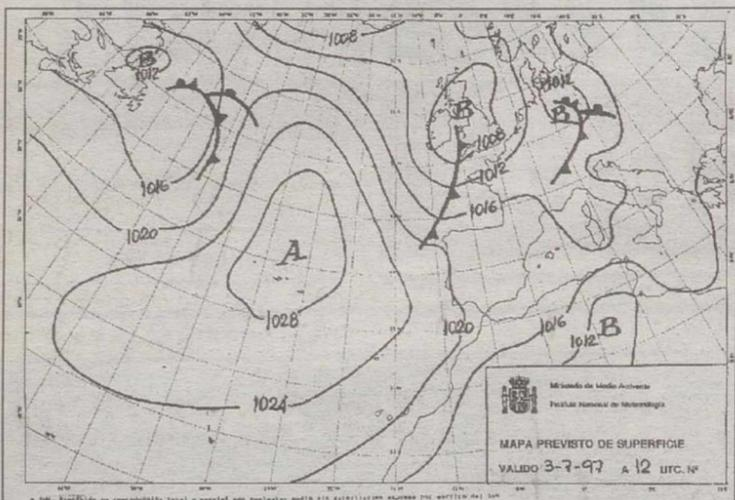 1008
B
1012
1012
B
B
1008
1012
1016
1016
1020
A
1028
1020
1016
B
1012
1024
Ministerio de Medio Ambiente
Instituto Nacional de Meteorología
MAPA PREVISTO DE SUPERFICIE
VALIDO 3-7-97 A 12 UTC. Nº